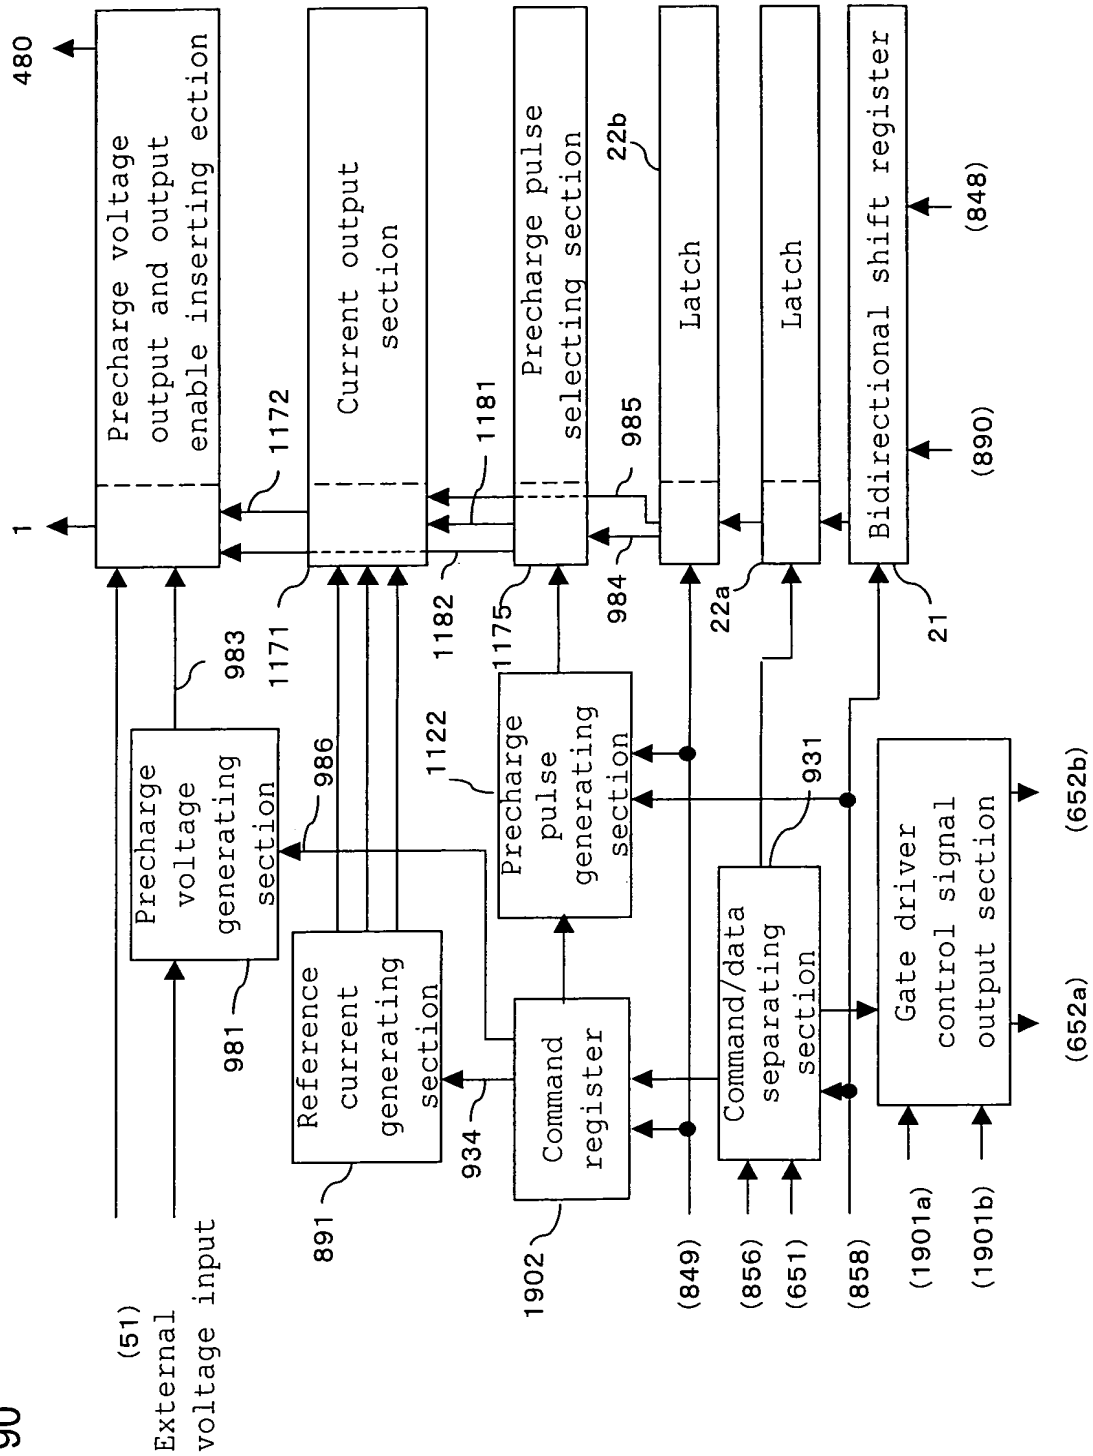 90
(51)
External
voltage input
1
480
Precharge voltage
output and output
enable inserting ection
983
Precharge
voltage
generating
section
981
986
1172
1171
Current output
section
Reference
current
generating
section
891
934
1181
1182
1175
Precharge pulse
selecting section
1122
Precharge
pulse
generating
section
Command
register
1902
984
985
22b
Latch
22a
Latch
Bidirectional shift register
21
(890)
(848)
931
Command/data
separating
section
Gate driver
control signal
output section
(849)
(856)
(651)
(858)
(1901a)
(1901b)
(652a)
(652b)